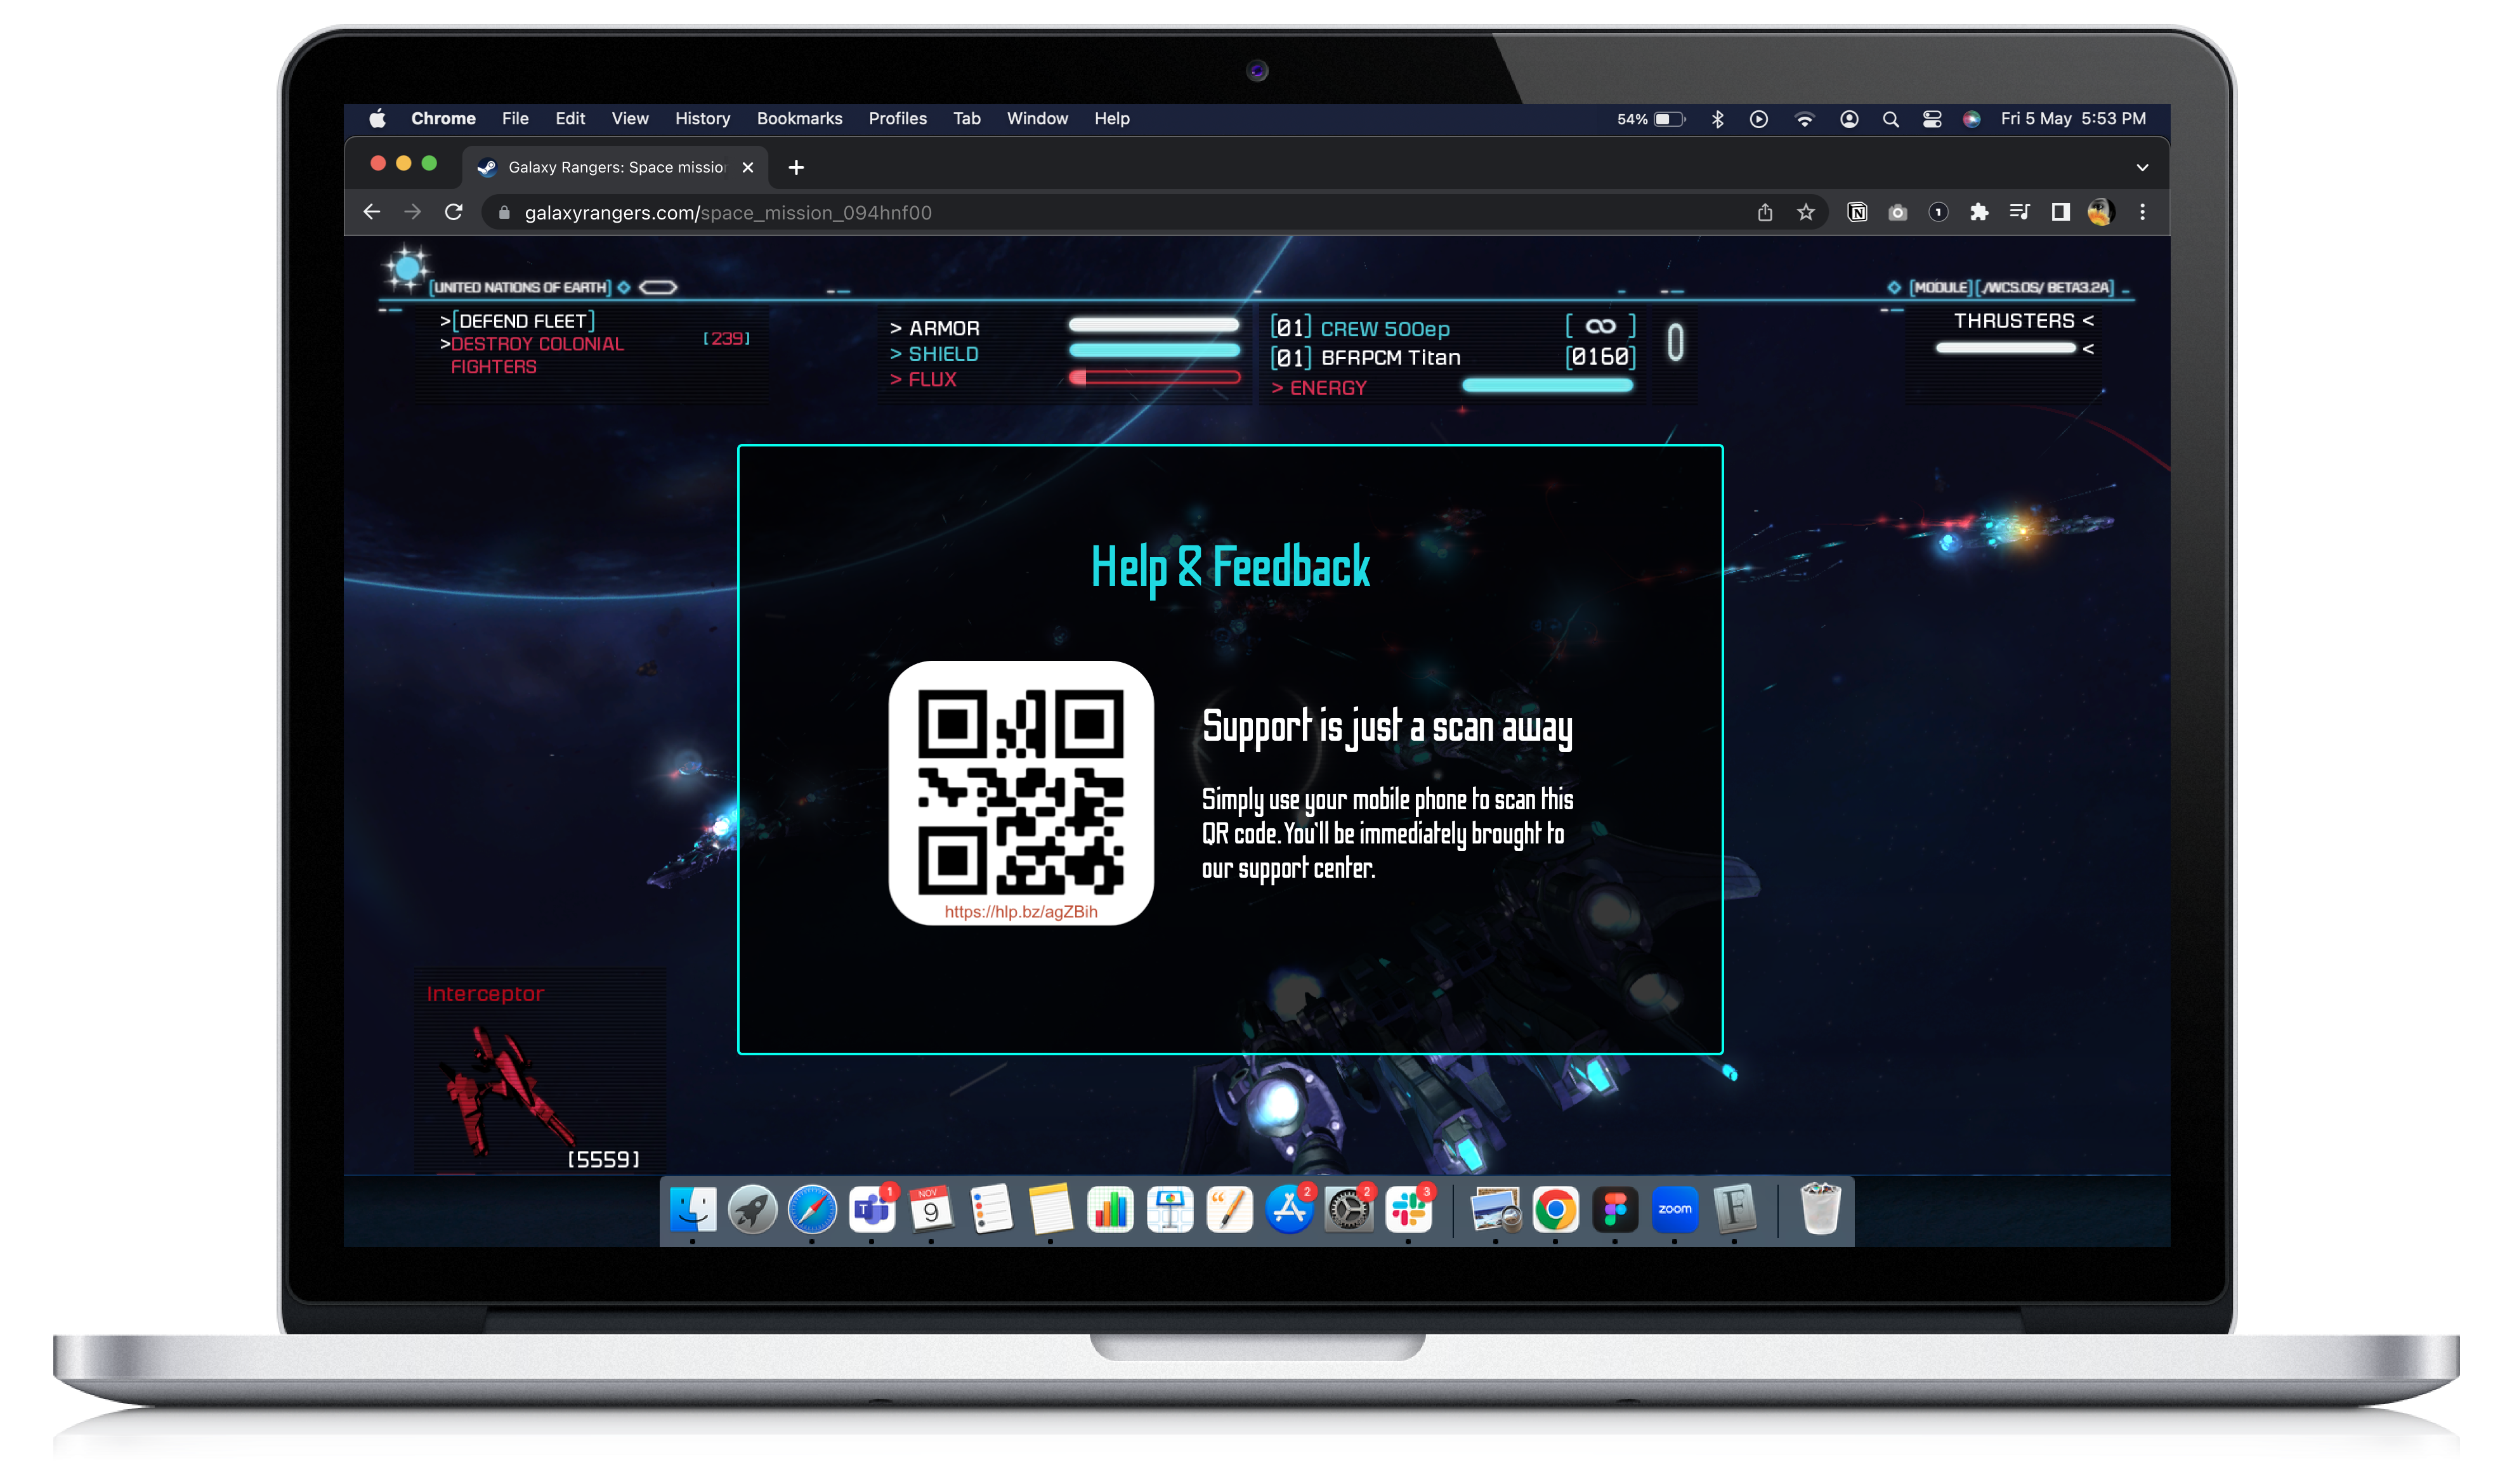 Chrome File Edit View History Bookmarks Profiles Tab Window Help
54% Fri 5 May 5:53 PM
Galaxy Rangers: Space missio
galaxyrangers.com/space_mission_094hnf00
[UNITED NATIONS OF EARTH]
[MODULE][./WCS.OS/ BETA3.2A]
>[DEFEND FLEET]
>DESTROY COLONIAL [239]
FIGHTERS
> ARMOR
> SHIELD
> FLUX
[01] CREW 500ep [ ∞ ]
[01] BFRPCM Titan [0160]
> ENERGY
0
THRUSTERS <
<
Help & Feedback
https://hlp.bz/agZBih
Support is just a scan away
Simply use your mobile phone to scan this
QR code. You'll be immediately brought to
our support center.
Interceptor
[5559]
1
NOV
9
2
2
3
zoom